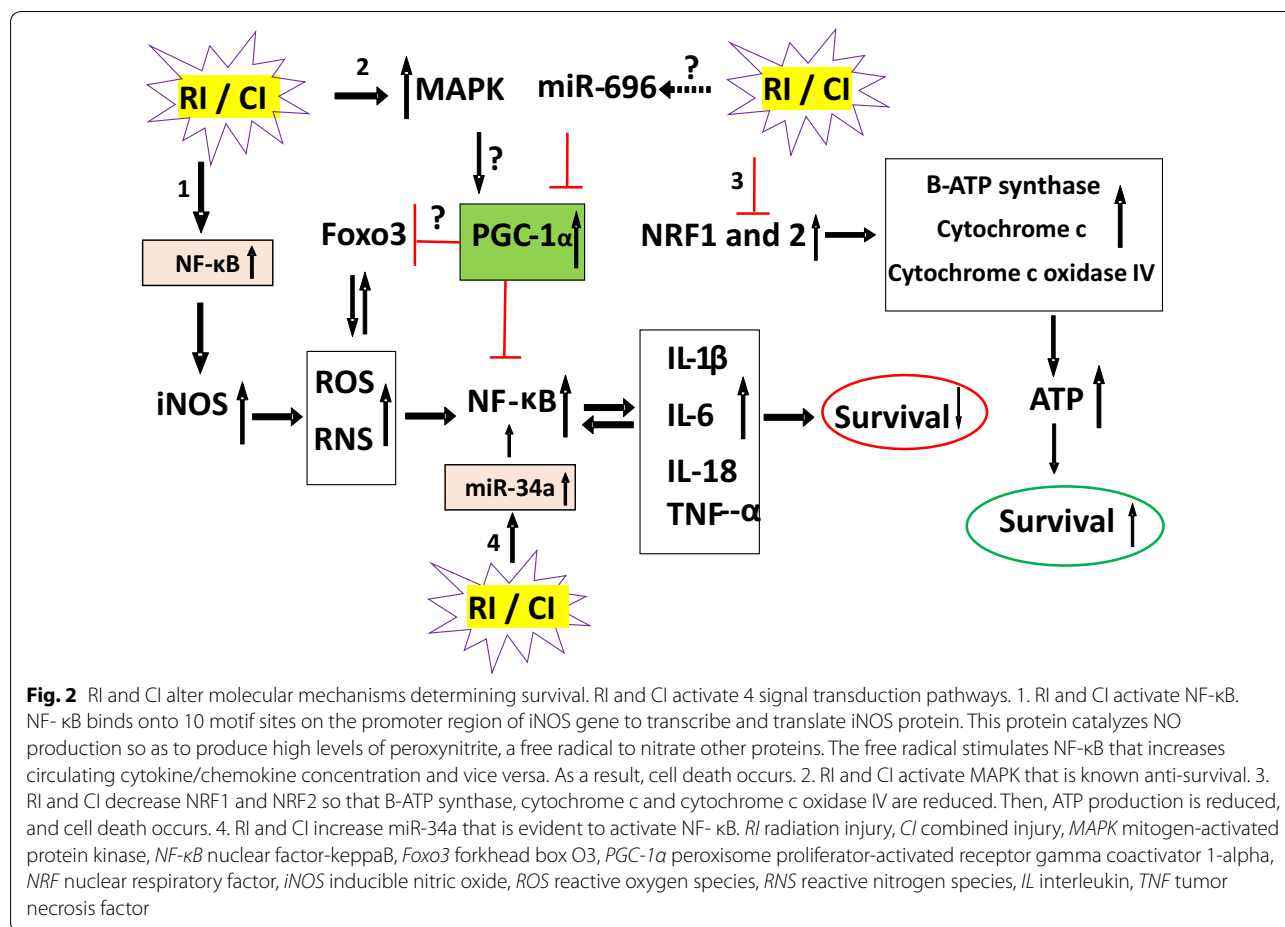 RI / CI
2
MAPK
miR-696
?
RI / CI
1
?
3
B-ATP synthase
Cytochrome c
Cytochrome c oxidase IV
NF-κB
Foxo3
?
PGC-1α
NRF1 and 2
iNOS
ROS
RNS
NF-κB
IL-1β
IL-6
IL-18
TNF--α
Survival
ATP
miR-34a
4
Survival
RI / CI
Fig. 2 RI and CI alter molecular mechanisms determining survival. RI and CI activate 4 signal transduction pathways. 1. RI and CI activate NF-κB.
NF- κB binds onto 10 motif sites on the promoter region of iNOS gene to transcribe and translate iNOS protein. This protein catalyzes NO
production so as to produce high levels of peroxynitrite, a free radical to nitrate other proteins. The free radical stimulates NF-κB that increases
circulating cytokine/chemokine concentration and vice versa. As a result, cell death occurs. 2. RI and CI activate MAPK that is known anti-survival. 3.
RI and CI decrease NRF1 and NRF2 so that B-ATP synthase, cytochrome c and cytochrome c oxidase IV are reduced. Then, ATP production is reduced,
and cell death occurs. 4. RI and CI increase miR-34a that is evident to activate NF- κB. RI radiation injury, CI combined injury, MAPK mitogen-activated
protein kinase, NF-κB nuclear factor-keppaB, Foxo3 forkhead box O3, PGC-1α peroxisome proliferator-activated receptor gamma coactivator 1-alpha,
NRF nuclear respiratory factor, iNOS inducible nitric oxide, ROS reactive oxygen species, RNS reactive nitrogen species, IL interleukin, TNF tumor
necrosis factor